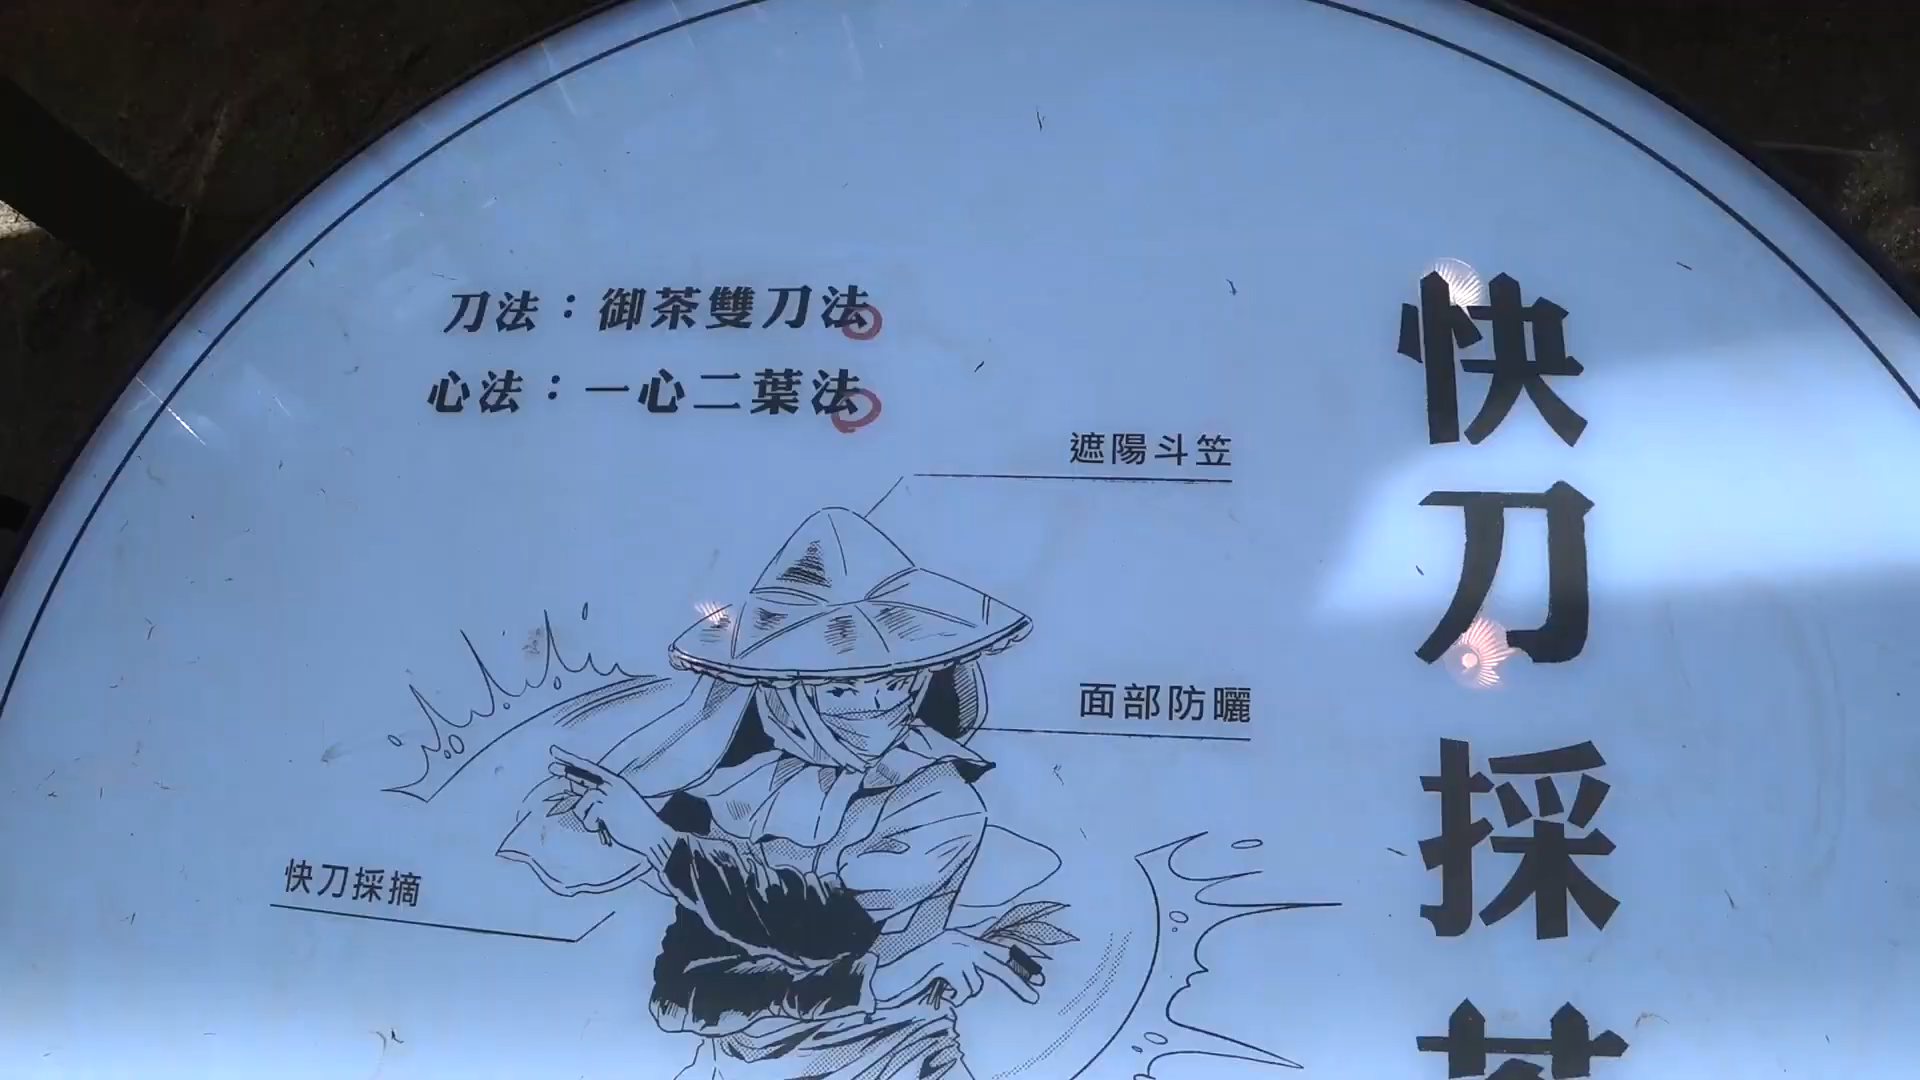 快刀採茶
刀法：御茶雙刀法
心法：一心二葉法
遮陽斗笠
面部防曬
快刀採摘